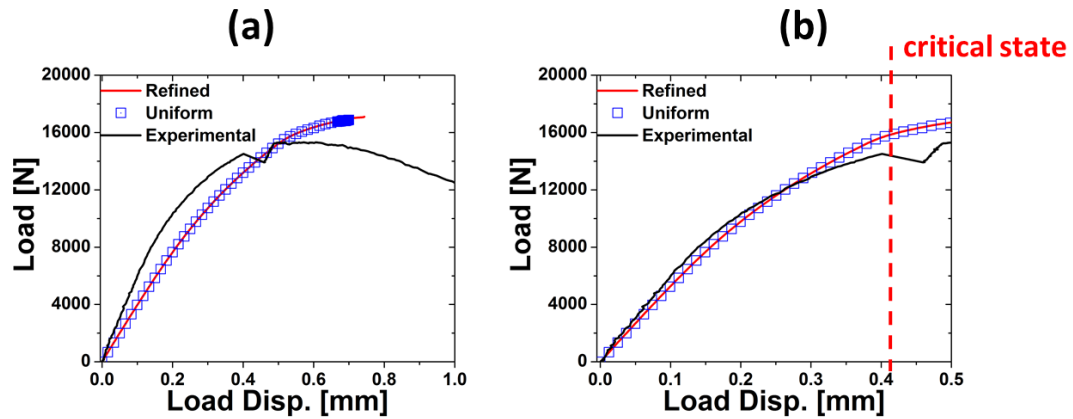 (a)
20000
16000
12000
8000
4000
0
Load [N]
Refined
Uniform
Experimental
0.0 0.2 0.4 0.6 0.8 1.0
Load Disp. [mm]
(b)
critical state
20000
16000
12000
8000
4000
0
Load [N]
Refined
Uniform
Experimental
0.0 0.1 0.2 0.3 0.4 0.5
Load Disp. [mm]